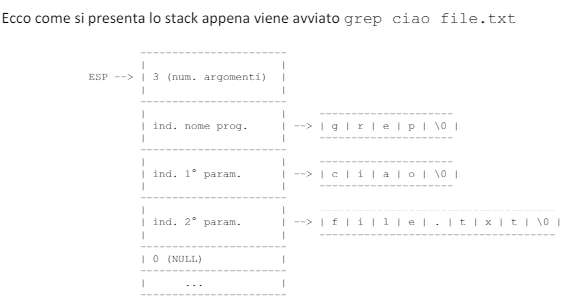 Ecco come si presenta lo stack appena viene avviato grep ciao file.txt
ESP --> | 3 (num. argomenti) |
| ind. nome prog. | --> | g | r | e | p | \0 |
| ind. 1° param. | --> | c | i | a | o | \0 |
| ind. 2° param. | --> | f | i | l | e | . | t | x | t | \0 |
| 0 (NULL) |
| ... |